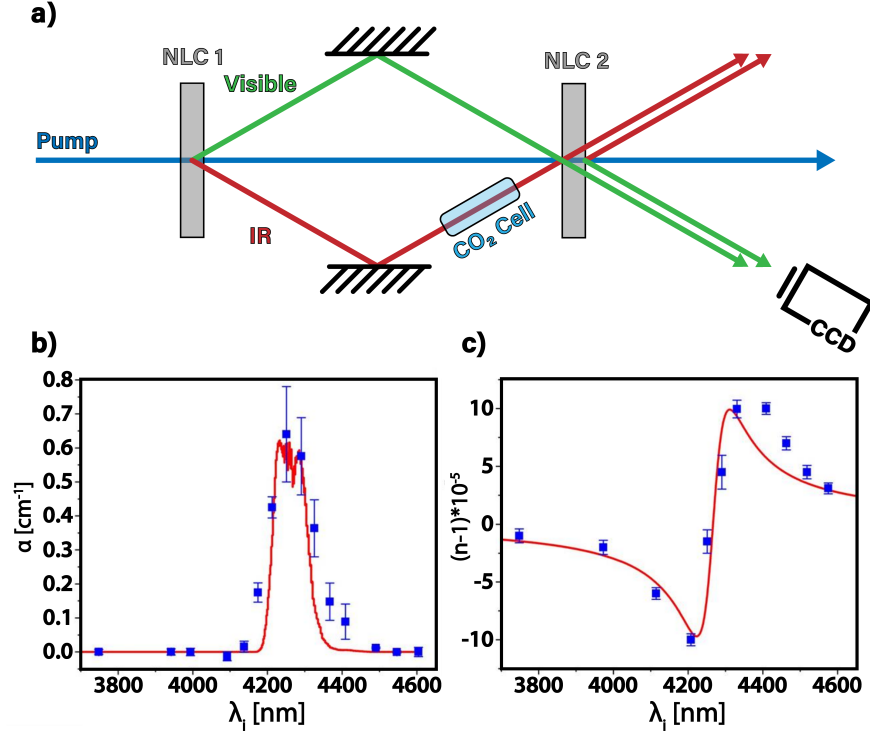 a)
NLC 1
NLC 2
Visible
Pump
IR
CO₂ Cell
CCD
b)
c)
0.8
0.7
0.6
0.5
0.4
0.3
0.2
0.1
0.0
α [cm⁻¹]
3800 4000 4200 4400 4600
λᵢ [nm]
10
5
0
-5
-10
(n-1)*10⁻⁵
3800 4000 4200 4400 4600
λᵢ [nm]